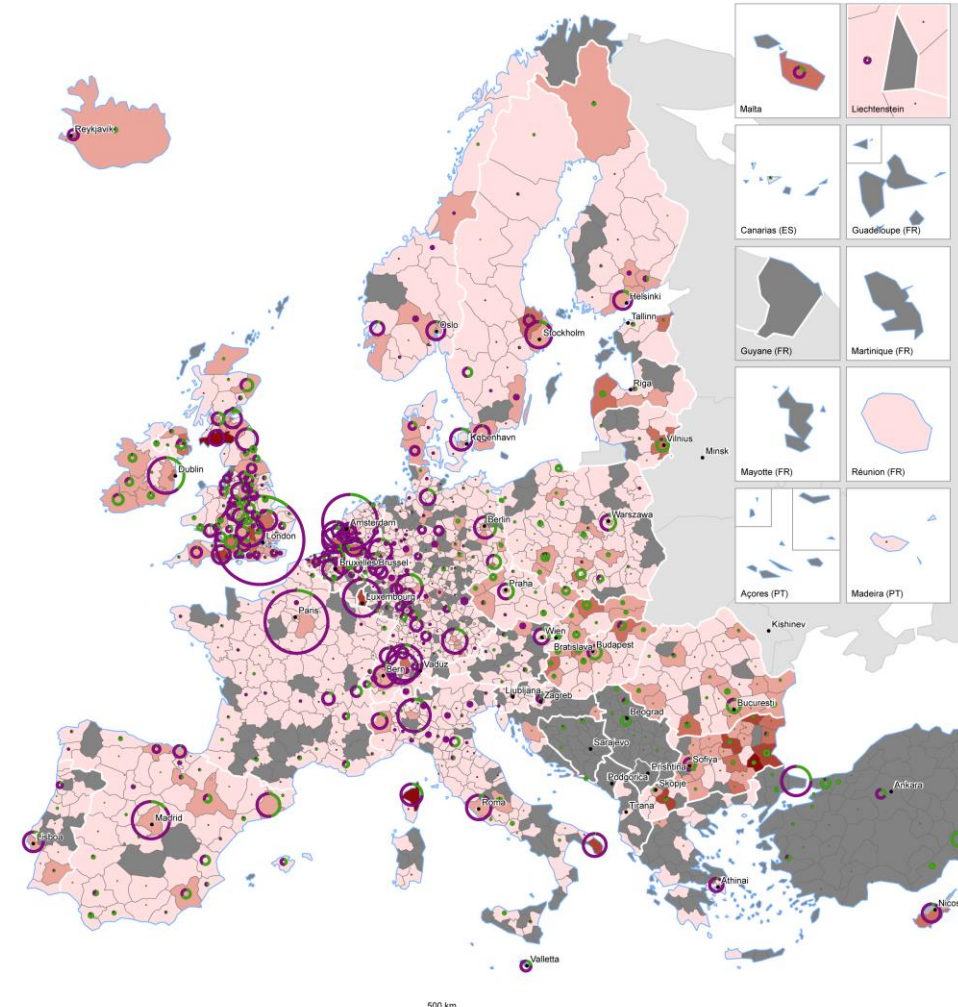 Malta
Liechtenstein
Reykjavik
Canarias (ES)
Guadeloupe (FR)
Helsinki
Tallinn
Oslo
Stockholm
Guyane (FR)
Martinique (FR)
Riga
København
Vilnius
Minsk
Dublin
Mayotte (FR)
Réunion (FR)
Amsterdam
Berlin
Warszawa
London
Bruxelles/Brussel
Praha
Luxembourg
Açores (PT)
Madeira (PT)
Paris
Kishinev
Wien
Bratislava
Budapest
Vaduz
Bern
Ljubljana
Zagreb
Bucuresti
Beograd
Sarajevo
Prishtina
Sofiya
Podgorica
Skopje
Ankara
Roma
Tirana
Madrid
Lisboa
Athinai
Nicos
Valletta
500 km